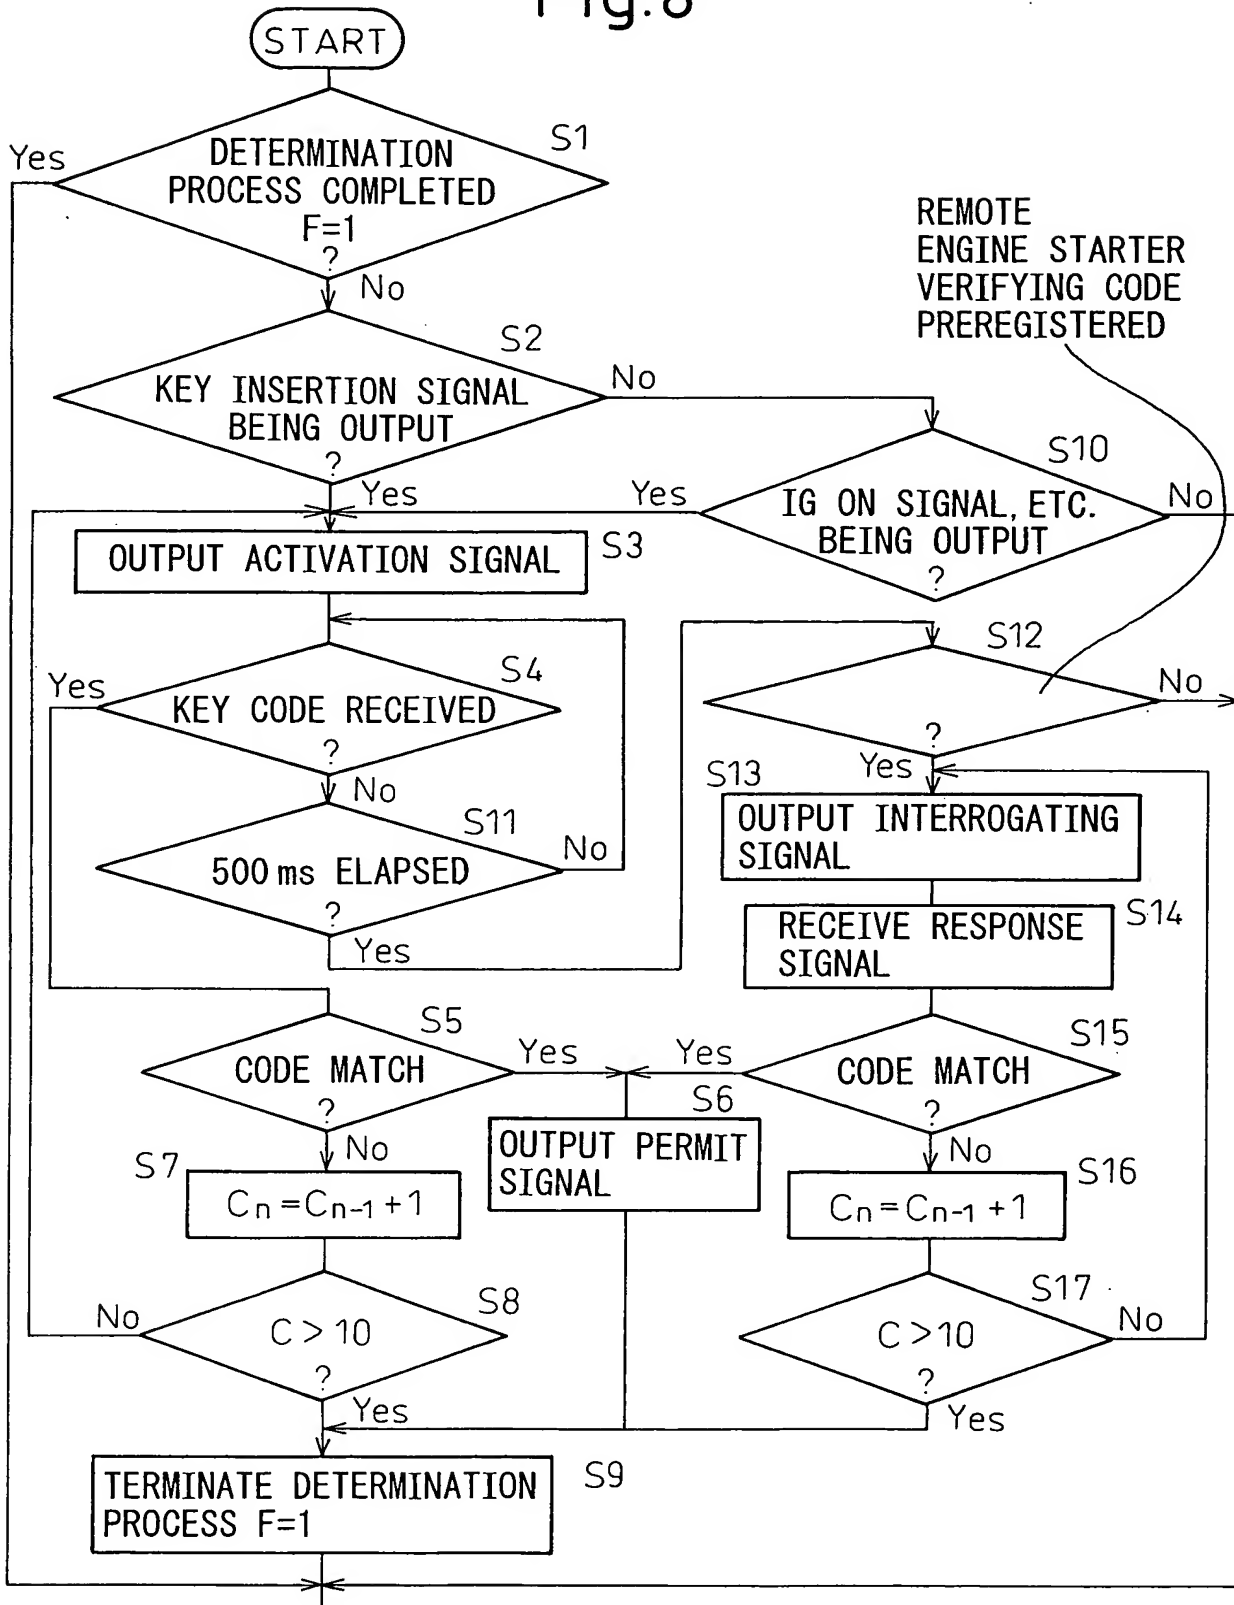 Fig.8
START
S1
Yes
DETERMINATION
PROCESS COMPLETED
F=1
?
No
REMOTE
ENGINE STARTER
VERIFYING CODE
PREREGISTERED
S2
KEY INSERTION SIGNAL
BEING OUTPUT
?
No
Yes
S10
Yes
IG ON SIGNAL, ETC.
BEING OUTPUT
?
No
OUTPUT ACTIVATION SIGNAL
S3
S12
?
No
Yes
S4
Yes
KEY CODE RECEIVED
?
No
S11
500 ms ELAPSED
?
No
Yes
S13
OUTPUT INTERROGATING
SIGNAL
S14
RECEIVE RESPONSE
SIGNAL
S5
CODE MATCH
?
Yes
No
S15
Yes
CODE MATCH
?
No
S6
OUTPUT PERMIT
SIGNAL
S7
Cn=Cn-1+1
S16
Cn=Cn-1+1
S8
No
C>10
?
Yes
S17
C>10
?
No
Yes
TERMINATE DETERMINATION
PROCESS F=1
S9